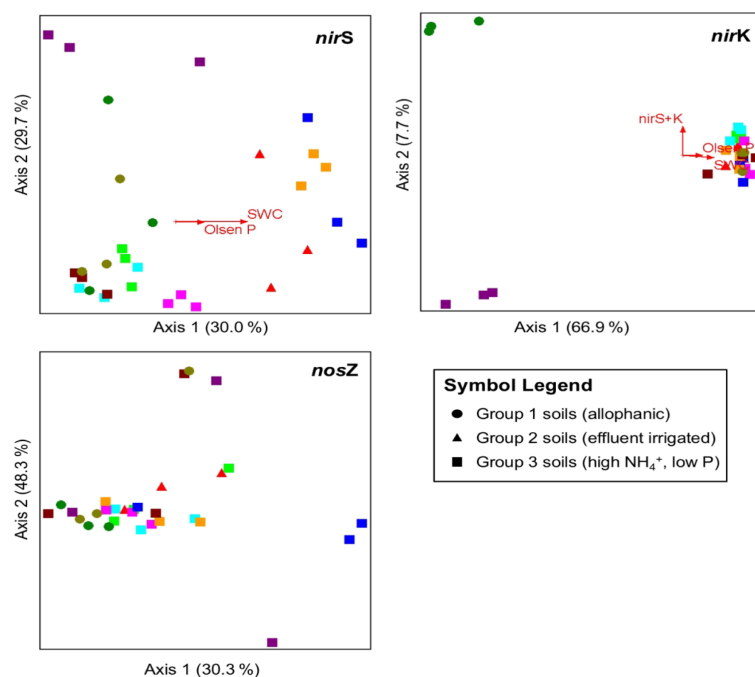 nirS
Axis 2 (29.7 %)
SWC
Olsen P
Axis 1 (30.0 %)
nirK
Axis 2 (7.7 %)
nirS+K
Olsen P
Axis 1 (66.9 %)
nosZ
Axis 2 (48.3 %)
Axis 1 (30.3 %)
Symbol Legend
Group 1 soils (allophanic)
Group 2 soils (effluent irrigated)
Group 3 soils (high NH₄⁺, low P)